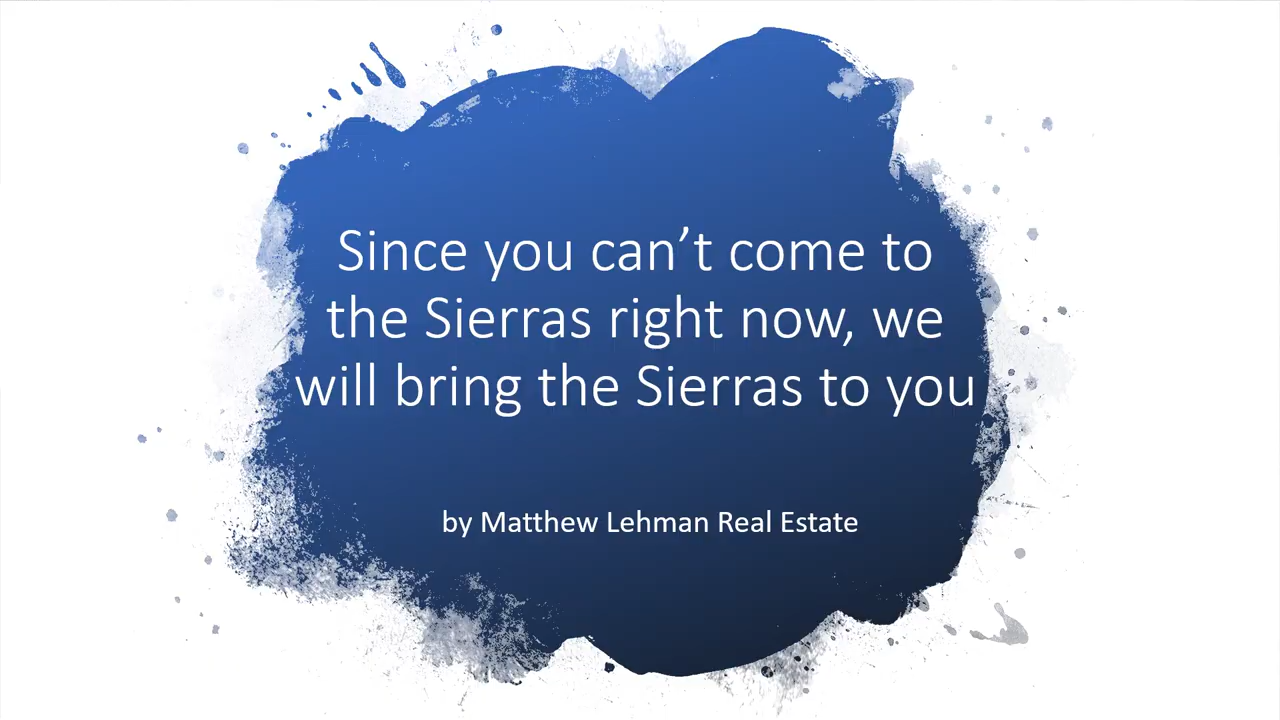 Since you can’t come to
the Sierras right now, we
will bring the Sierras to you
by Matthew Lehman Real Estate